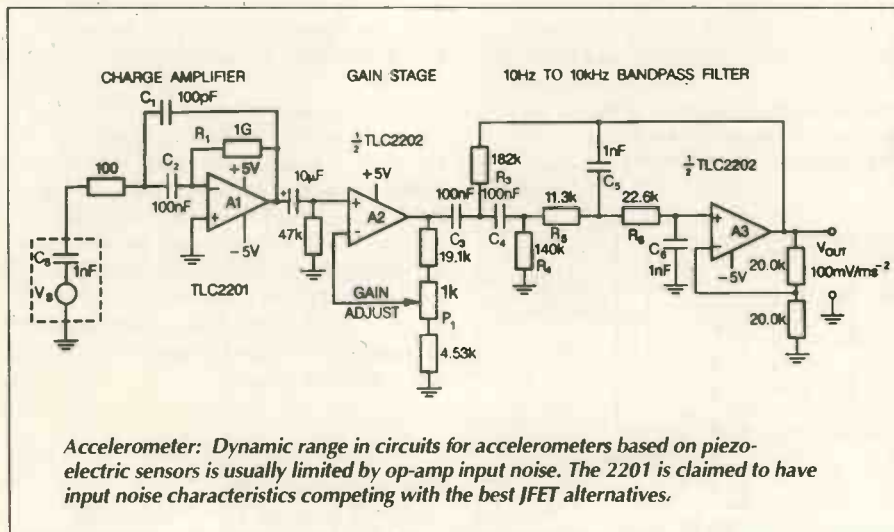 CHARGE AMPLIFIER
GAIN STAGE
10Hz TO 10kHz BANDPASS FILTER
C1
100pF
R1
1G
100
C2
100nF
+5V
A1
-5V
TLC2201
CS
1nF
VS
10µF
+
47k
½ TLC2202
+5V
A2
19.1k
1k
P1
GAIN
ADJUST
4.53k
100nF
C3
182k
R3
100nF
C4
140k
R4
11.3k
R5
1nF
C5
22.6k
R6
C6
1nF
½ TLC2202
A3
-5V
VOUT
100mV/ms-2
20.0k
20.0k
Accelerometer: Dynamic range in circuits for accelerometers based on piezo-
electric sensors is usually limited by op-amp input noise. The 2201 is claimed to have
input noise characteristics competing with the best JFET alternatives.